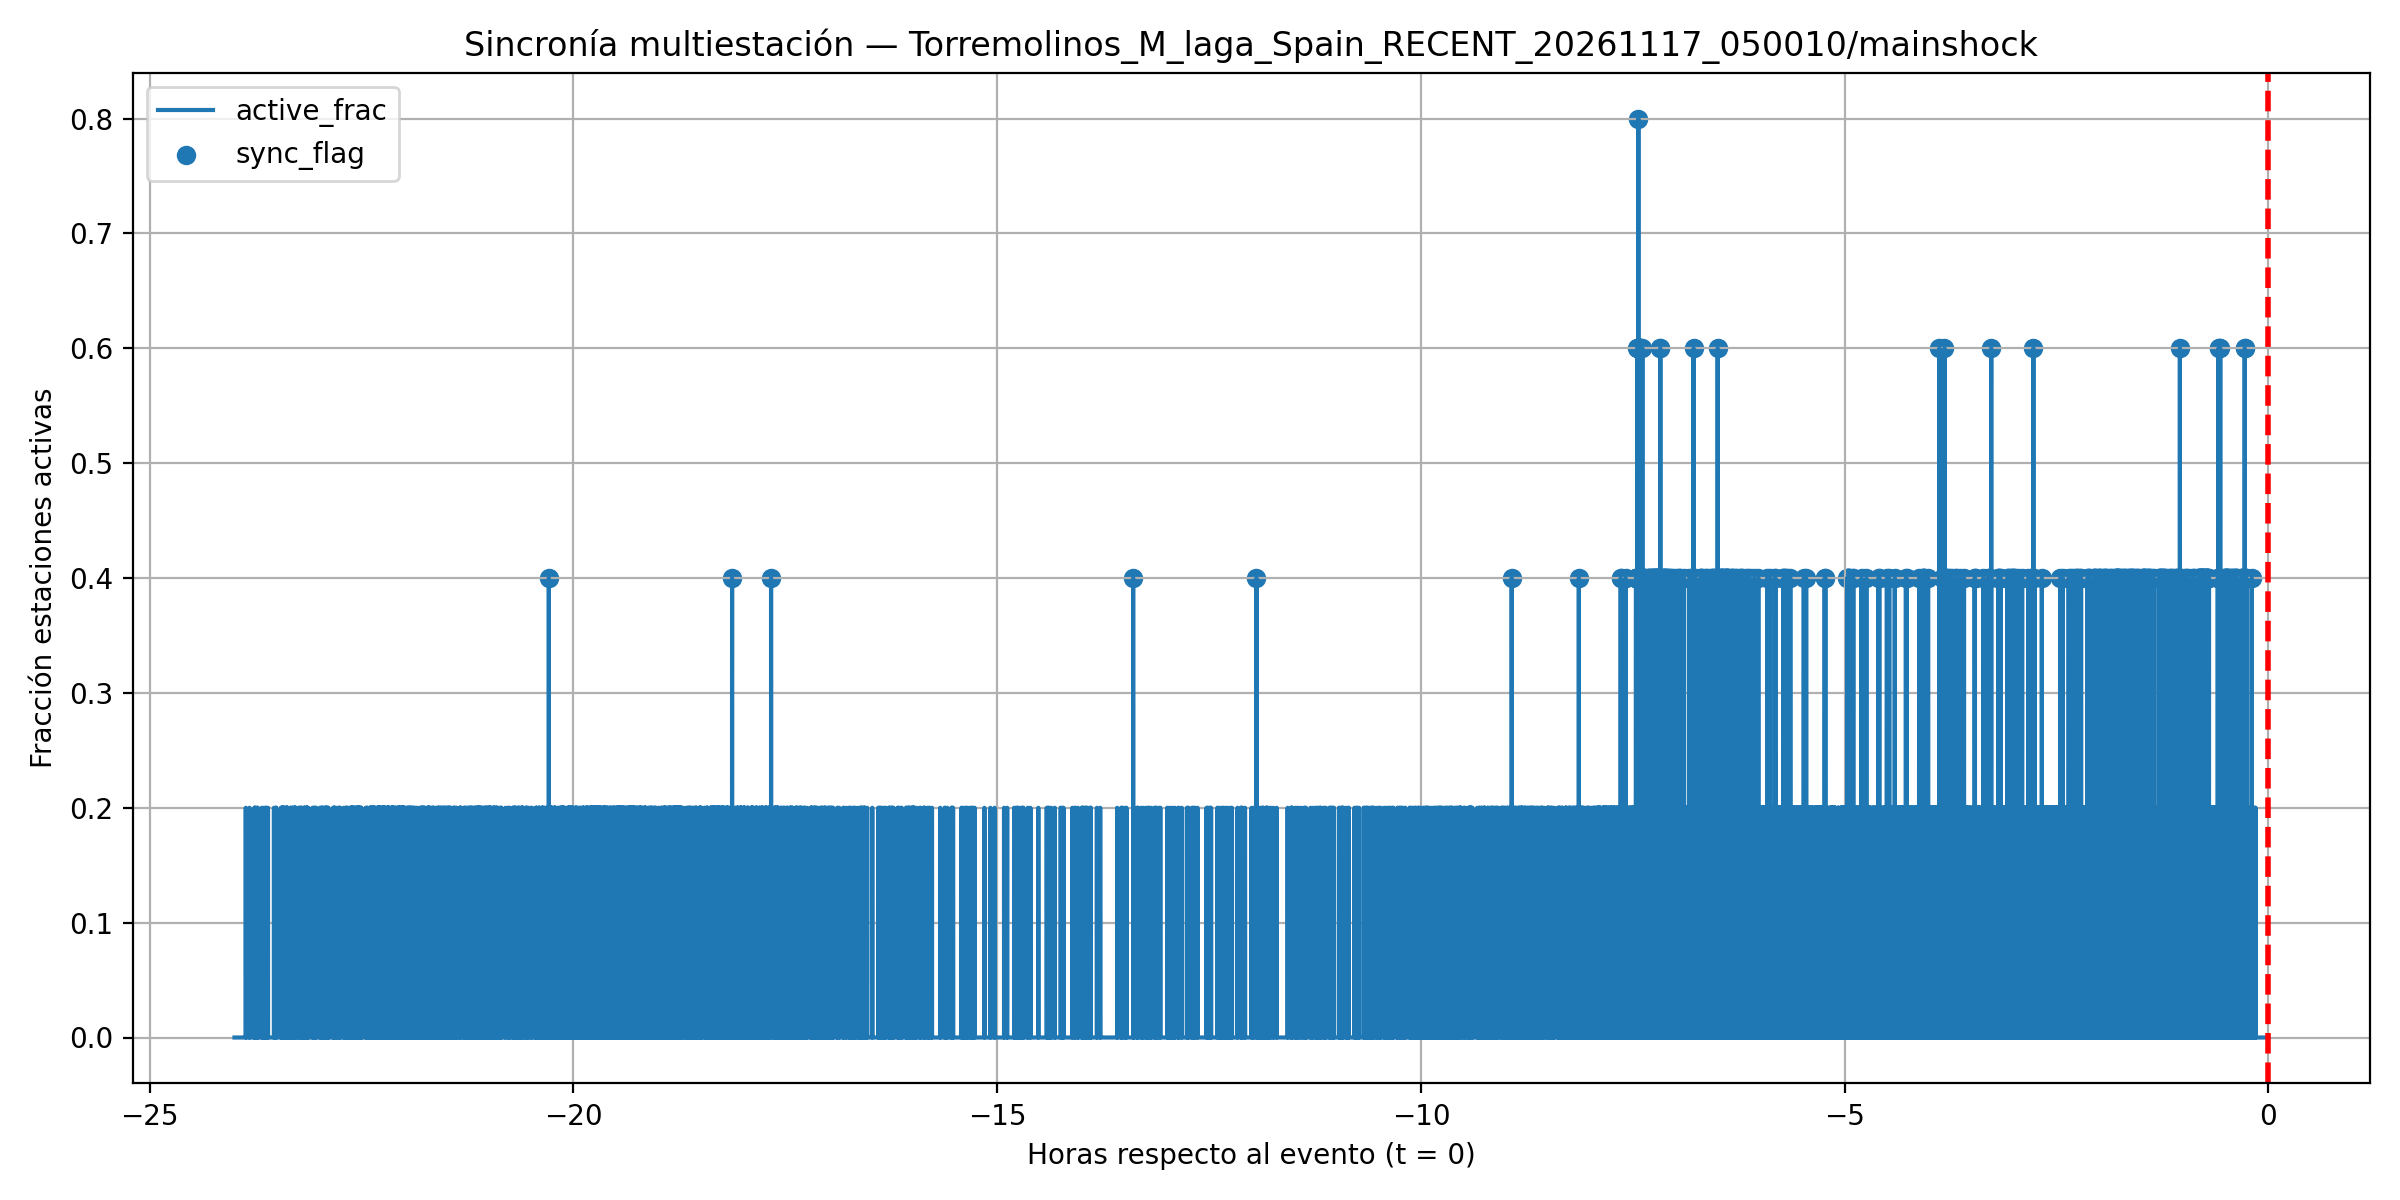 Sincronía multiestación — Torremolinos_M_laga_Spain_RECENT_20261117_050010/mainshock
active_frac
sync_flag
Fracción estaciones activas
0.8
0.7
0.6
0.5
0.4
0.3
0.2
0.1
0.0
−25 −20 −15 −10 −5 0
Horas respecto al evento (t = 0)